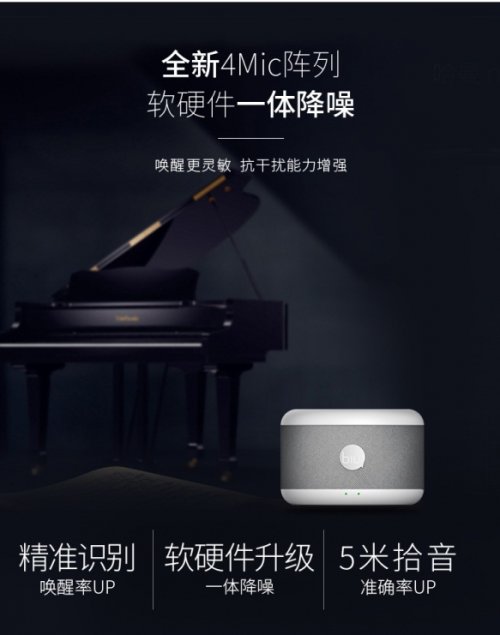 全新4Mic阵列
软硬件一体降噪
唤醒更灵敏 抗干扰能力增强
精准识别
唤醒率UP
软硬件升级
一体降噪
5米拾音
准确率UP